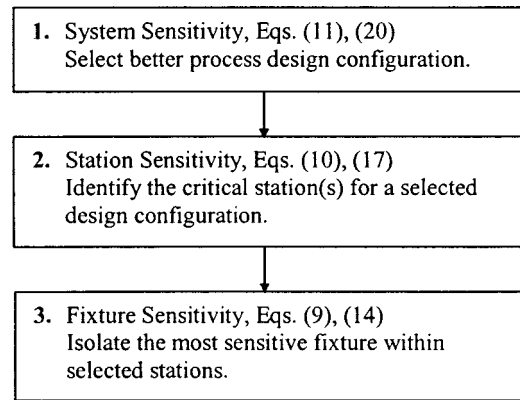 1. System Sensitivity, Eqs. (11), (20)
Select better process design configuration.
2. Station Sensitivity, Eqs. (10), (17)
Identify the critical station(s) for a selected
design configuration.
3. Fixture Sensitivity, Eqs. (9), (14)
Isolate the most sensitive fixture within
selected stations.